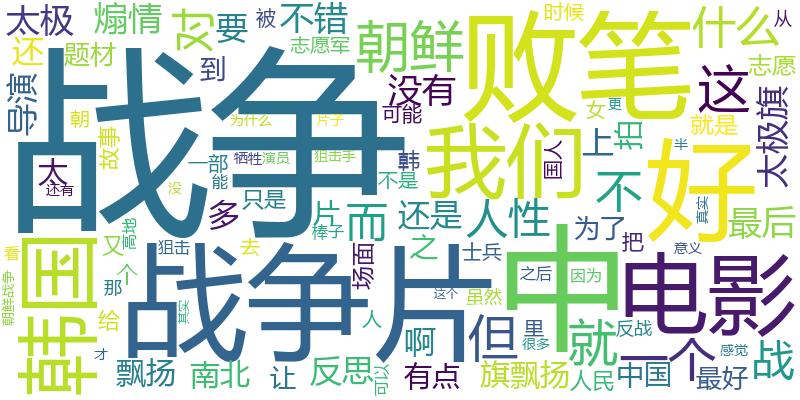 太极
煽情
对
要
被
不错
志愿军
时候
从
什么
败笔
朝鲜
还
题材
到
导演
战争
没有
可能
这
志愿
女
更
拍
就是
太极旗
朝
故事
为什么
片子
我们
上
国人
好
半
太
还有
一部
牺牲
演员
狙击手
韩
不是
没
能
多
只是
片
棒子
而
还是
人性
不
真实
最后
韩国
又
高地
狙击
去
之
士兵
为了
把
意义
看
朝鲜战争
个
那
给
其实
战争片
场面
这个
虽然
中
之后
因为
电影
才
人
啊
但
里
很多
就
反战
一个
感觉
战
飘扬
南北
让
反思
可以
有点
旗飘扬
人民
中国
最好